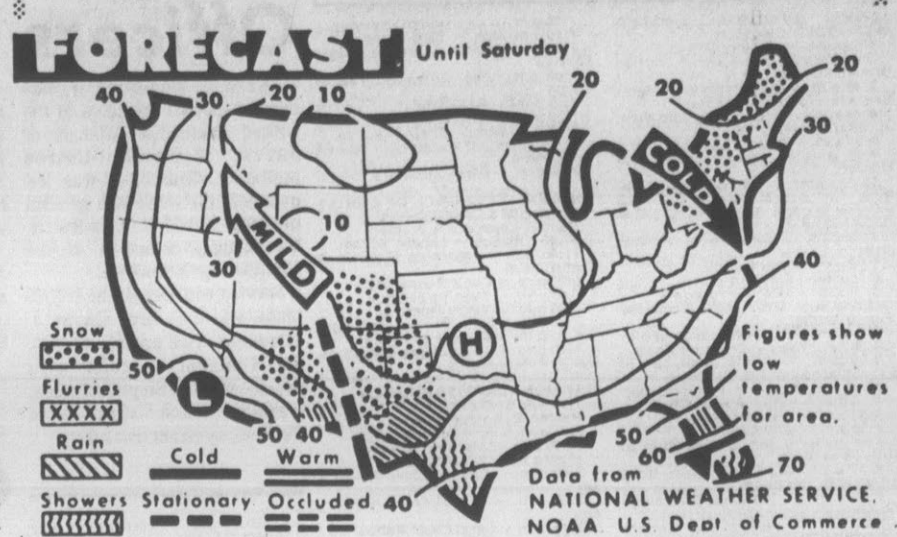 FORECAST Until Saturday
40 30 20 10 20 20 20
30
COLD
10
MILD
30
40
H
Snow
Figures show
low
temperatures
for area.
50
L
Flurries
XXXX
50 40
Rain
50
60
70
Cold Warm
Showers Stationary Occluded 40
Data from
NATIONAL WEATHER SERVICE,
NOAA, U.S. Dept. of Commerce